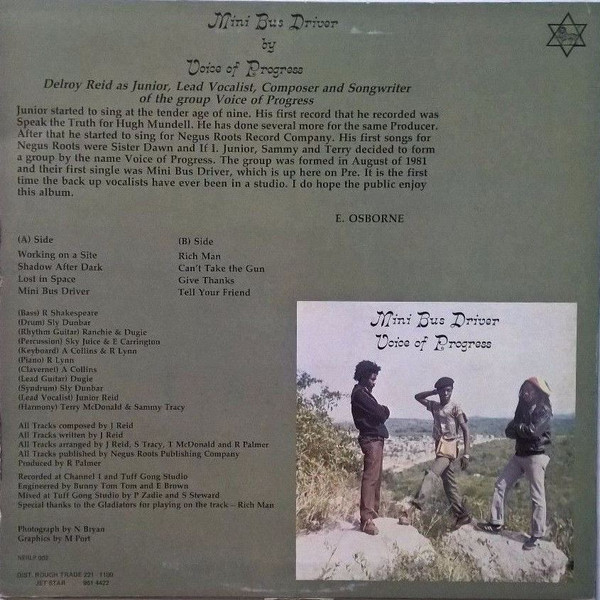 Mini Bus Driver
by
Voice of Progress
Delroy Reid as Junior, Lead Vocalist, Composer and Songwriter
of the group Voice of Progress
Junior started to sing at the tender age of nine. His first record that he recorded was
Speak the Truth for Hugh Mundell. He has done several more for the same Producer.
After that he started to sing for Negus Roots Record Company. His first songs for
Negus Roots were Sister Dawn and If I. Junior, Sammy and Terry decided to form
a group by the name Voice of Progress. The group was formed in August of 1981
and their first single was Mini Bus Driver, which is up here on Pre. It is the first
time the back up vocalists have ever been in a studio. I do hope the public enjoy
this album.
E. OSBORNE
(A) Side
Working on a Site
Shadow After Dark
Lost in Space
Mini Bus Driver
(B) Side
Rich Man
Can't Take the Gun
Give Thanks
Tell Your Friend
(Bass) R Shakespeare
(Drum) Sly Dunbar
(Rhythm Guitar) Ranchie & Dugie
(Percussion) Sky Juice & E Carrington
(Keyboard) A Collins & R Lynn
(Piano) R Lynn
(Clavernet) A Collins
(Lead Guitar) Dugie
(Syndrum) Sly Dunbar
(Lead Vocalist) Junior Reid
(Harmony) Terry McDonald & Sammy Tracy
All Tracks composed by J Reid
All Tracks written by J Reid
All Tracks arranged by J Reid, S Tracy, T McDonald and R Palmer
All Tracks published by Negus Roots Publishing Company
Produced by R Palmer
Recorded at Channel 1 and Tuff Gong Studio
Engineered by Bunny Tom Tom and E Brown
Mixed at Tuff Gong Studio by P Zadie and S Steward
Special thanks to the Gladiators for playing on the track — Rich Man
Photograph by N Bryan
Graphics by M Port
DIST. ROUGH TRADE 221 1100
JET STAR 961 4422
Mini Bus Driver
Voice of Progress